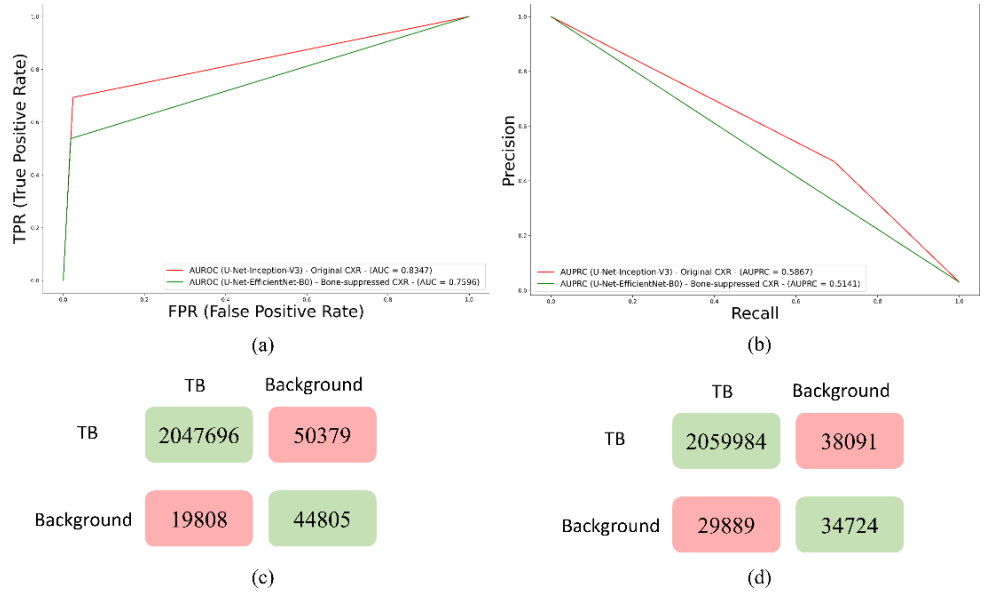 1.0
0.8
0.6
0.4
0.2
0.0
TPR (True Positive Rate)
AUROC (U-Net-Inception-V3) - Original CXR - (AUC = 0.8347)
AUROC (U-Net-EfficientNet-B0) - Bone-suppressed CXR - (AUC = 0.7596)
0.0 0.2 0.4 0.6 0.8 1.0
FPR (False Positive Rate)
(a)
1.0
0.8
0.6
0.4
0.2
0.0
Precision
AUPRC (U-Net-Inception-V3) - Original CXR - (AUPRC = 0.5867)
AUPRC (U-Net-EfficientNet-B0) - Bone-suppressed CXR - (AUPRC = 0.5141)
0.0 0.2 0.4 0.6 0.8 1.0
Recall
(b)
TB Background
TB 2047696 50379
Background 19808 44805
(c)
TB Background
TB 2059984 38091
Background 29889 34724
(d)